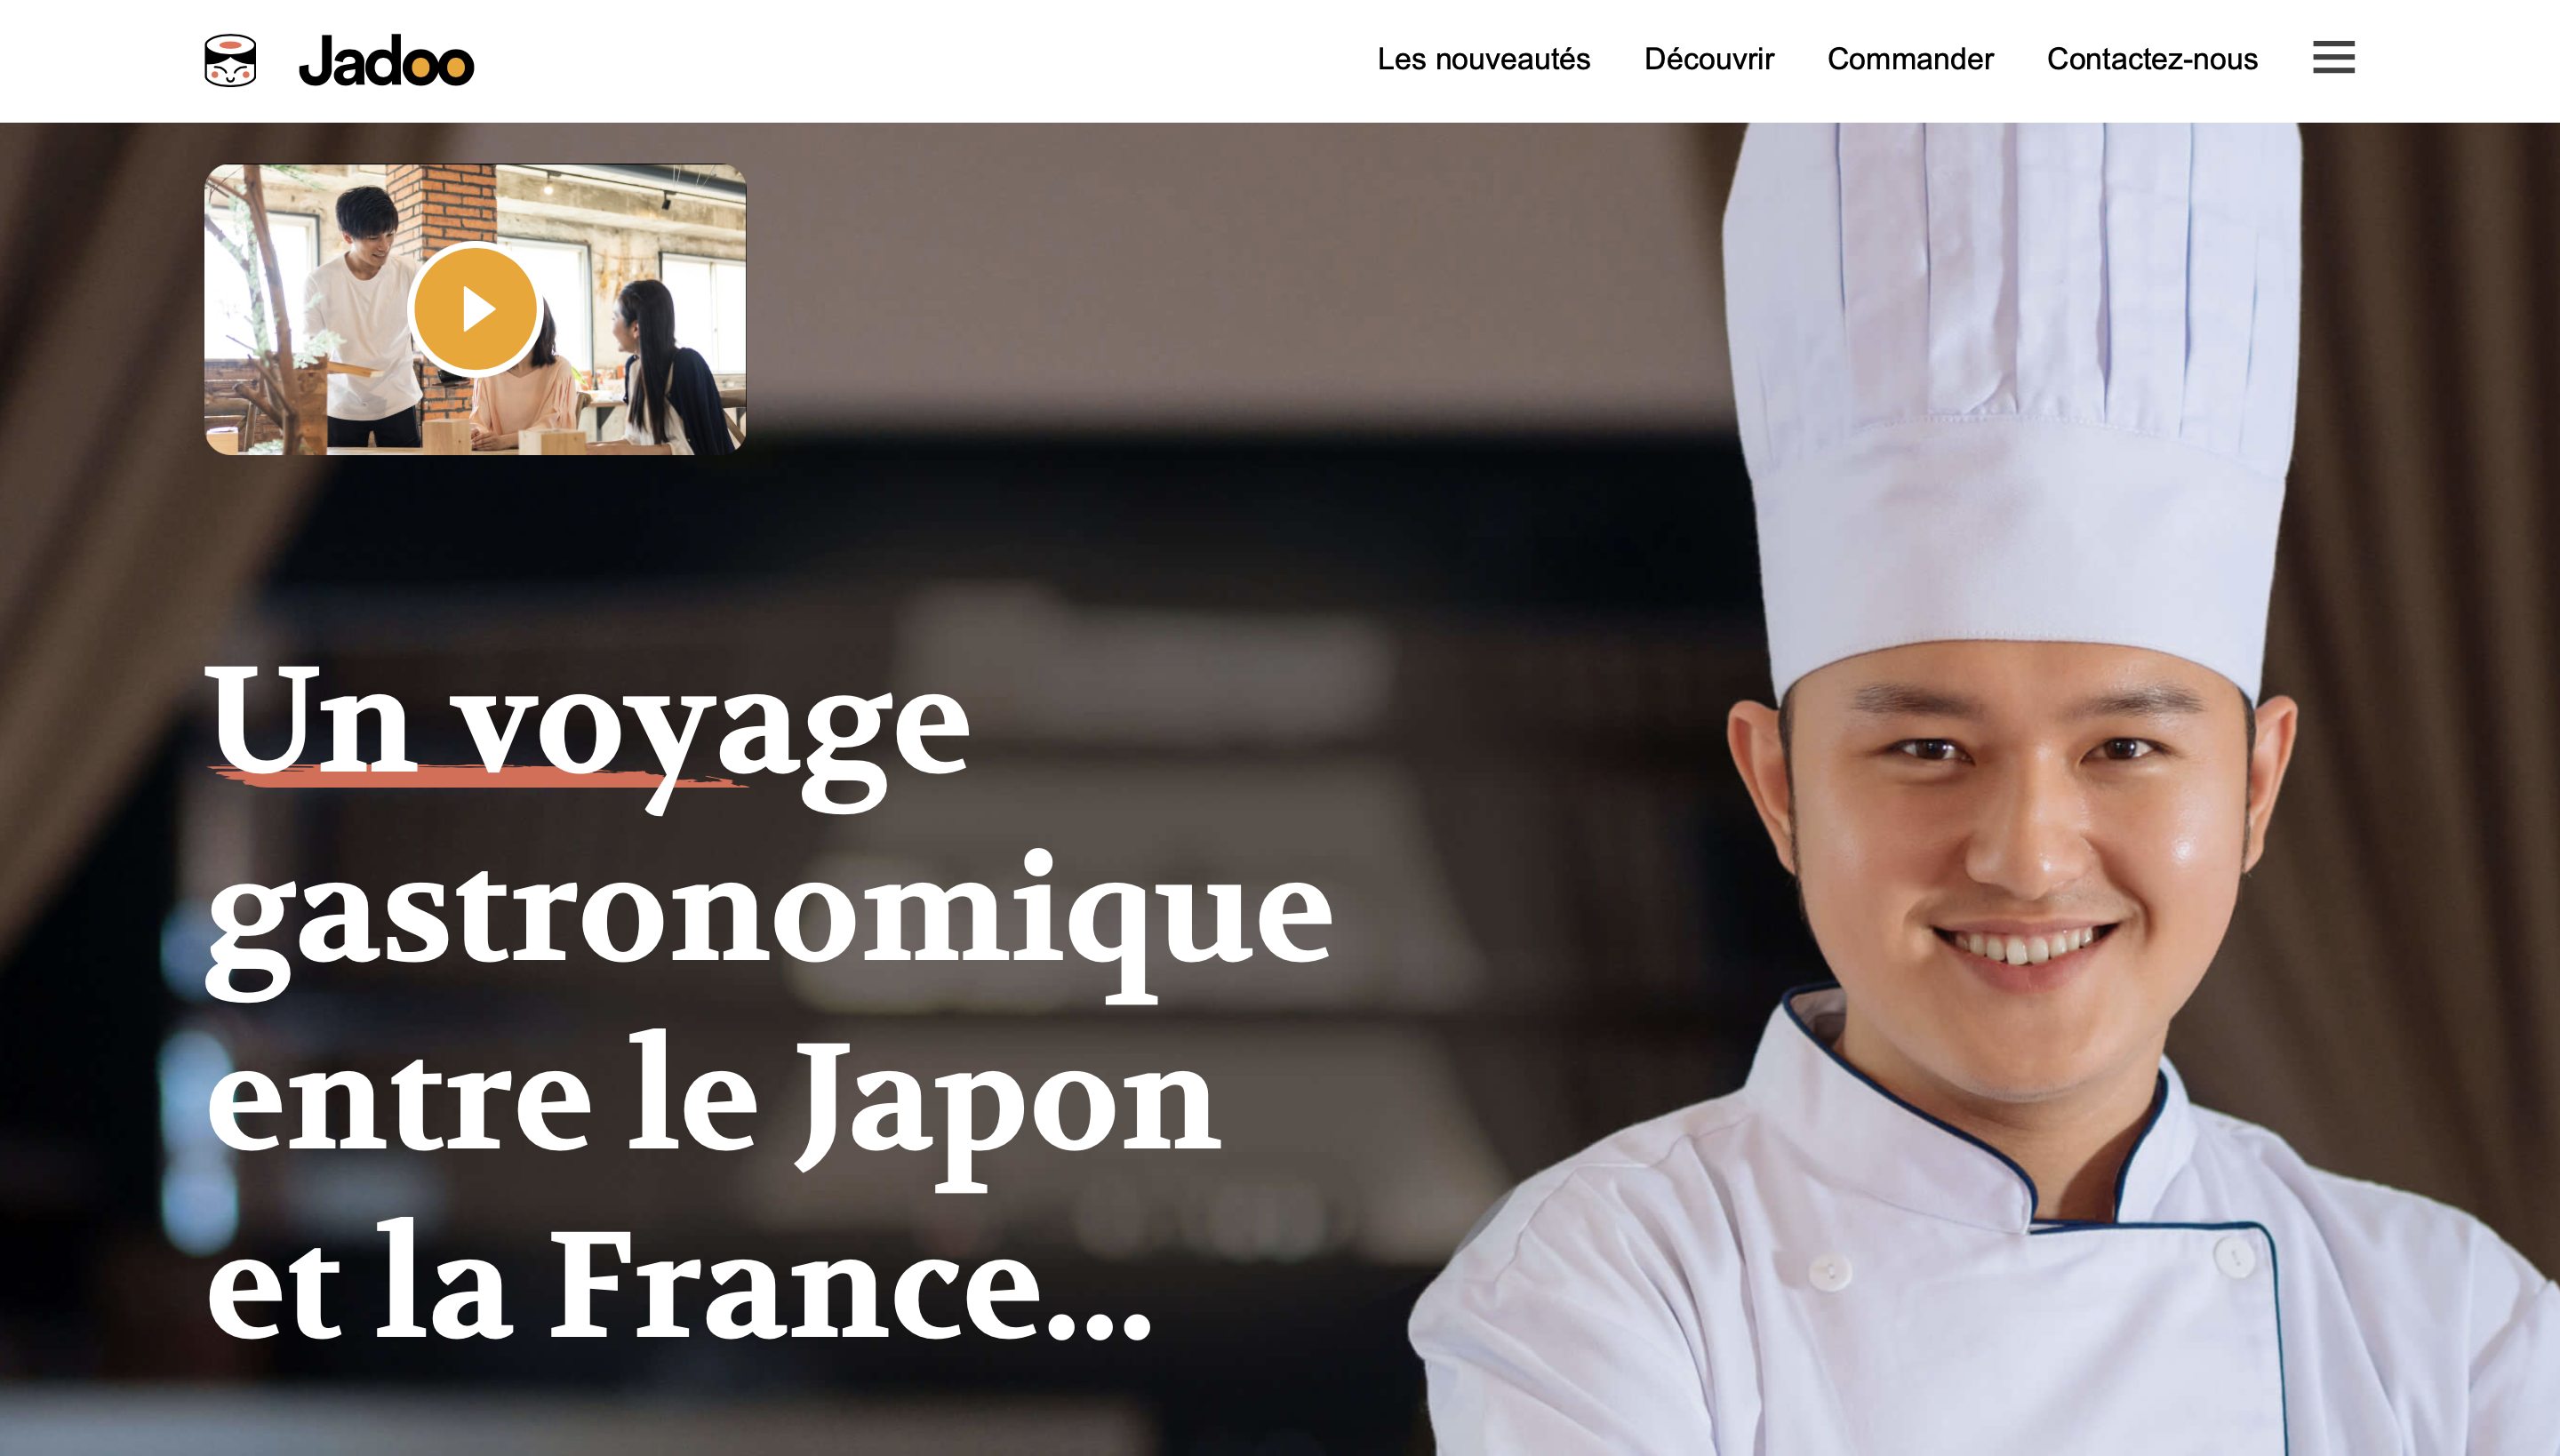 Jadoo
Les nouveautés
Découvrir
Commander
Contactez-nous
Un voyage
gastronomique
entre le Japon
et la France...